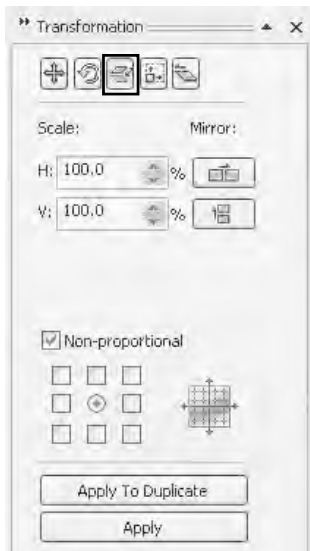 Transformation
Scale: Mirror:
H: 100.0 %
V: 100.0 %
Non-proportional
Apply To Duplicate
Apply